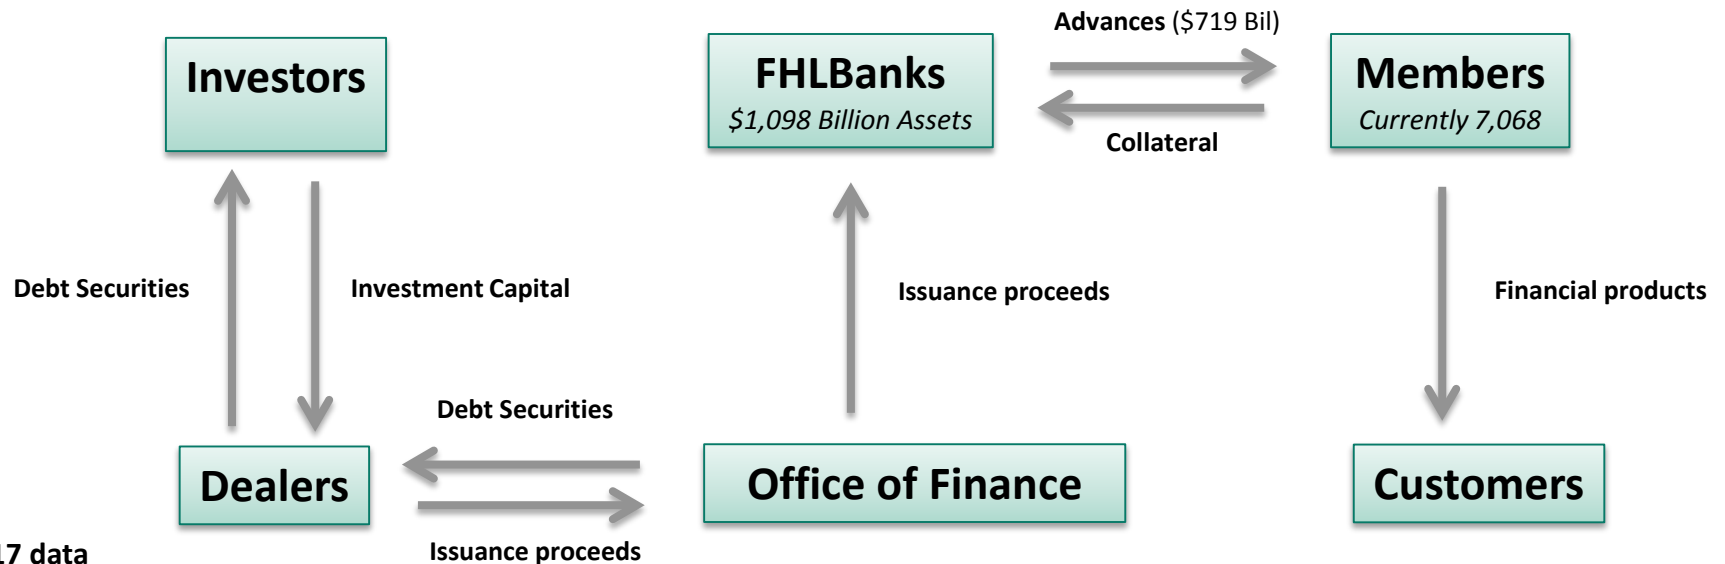 Advances ($719 Bil)
Investors
FHLBanks
$1,098 Billion Assets
Members
Currently 7,068
Collateral
Debt Securities
Investment Capital
Issuance proceeds
Financial products
Debt Securities
Dealers
Office of Finance
Customers
Issuance proceeds
17 data